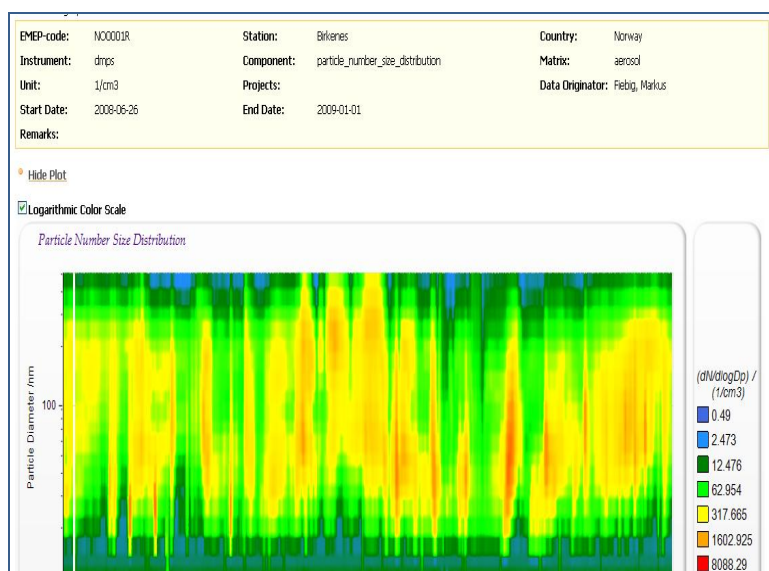 EMEP-code: NO0001R Station: Birkenes Country: Norway
Instrument: dmps Component: particle_number_size_distribution Matrix: aerosol
Unit: 1/cm3 Projects: Data Originator: Fiebig, Markus
Start Date: 2008-06-26 End Date: 2009-01-01
Remarks:
Hide Plot
Logarithmic Color Scale
Particle Number Size Distribution
Particle Diameter /nm
100
(dN/dlogDp) /
(1/cm3)
0.49
2.473
12.476
62.954
317.665
1602.925
8088.29